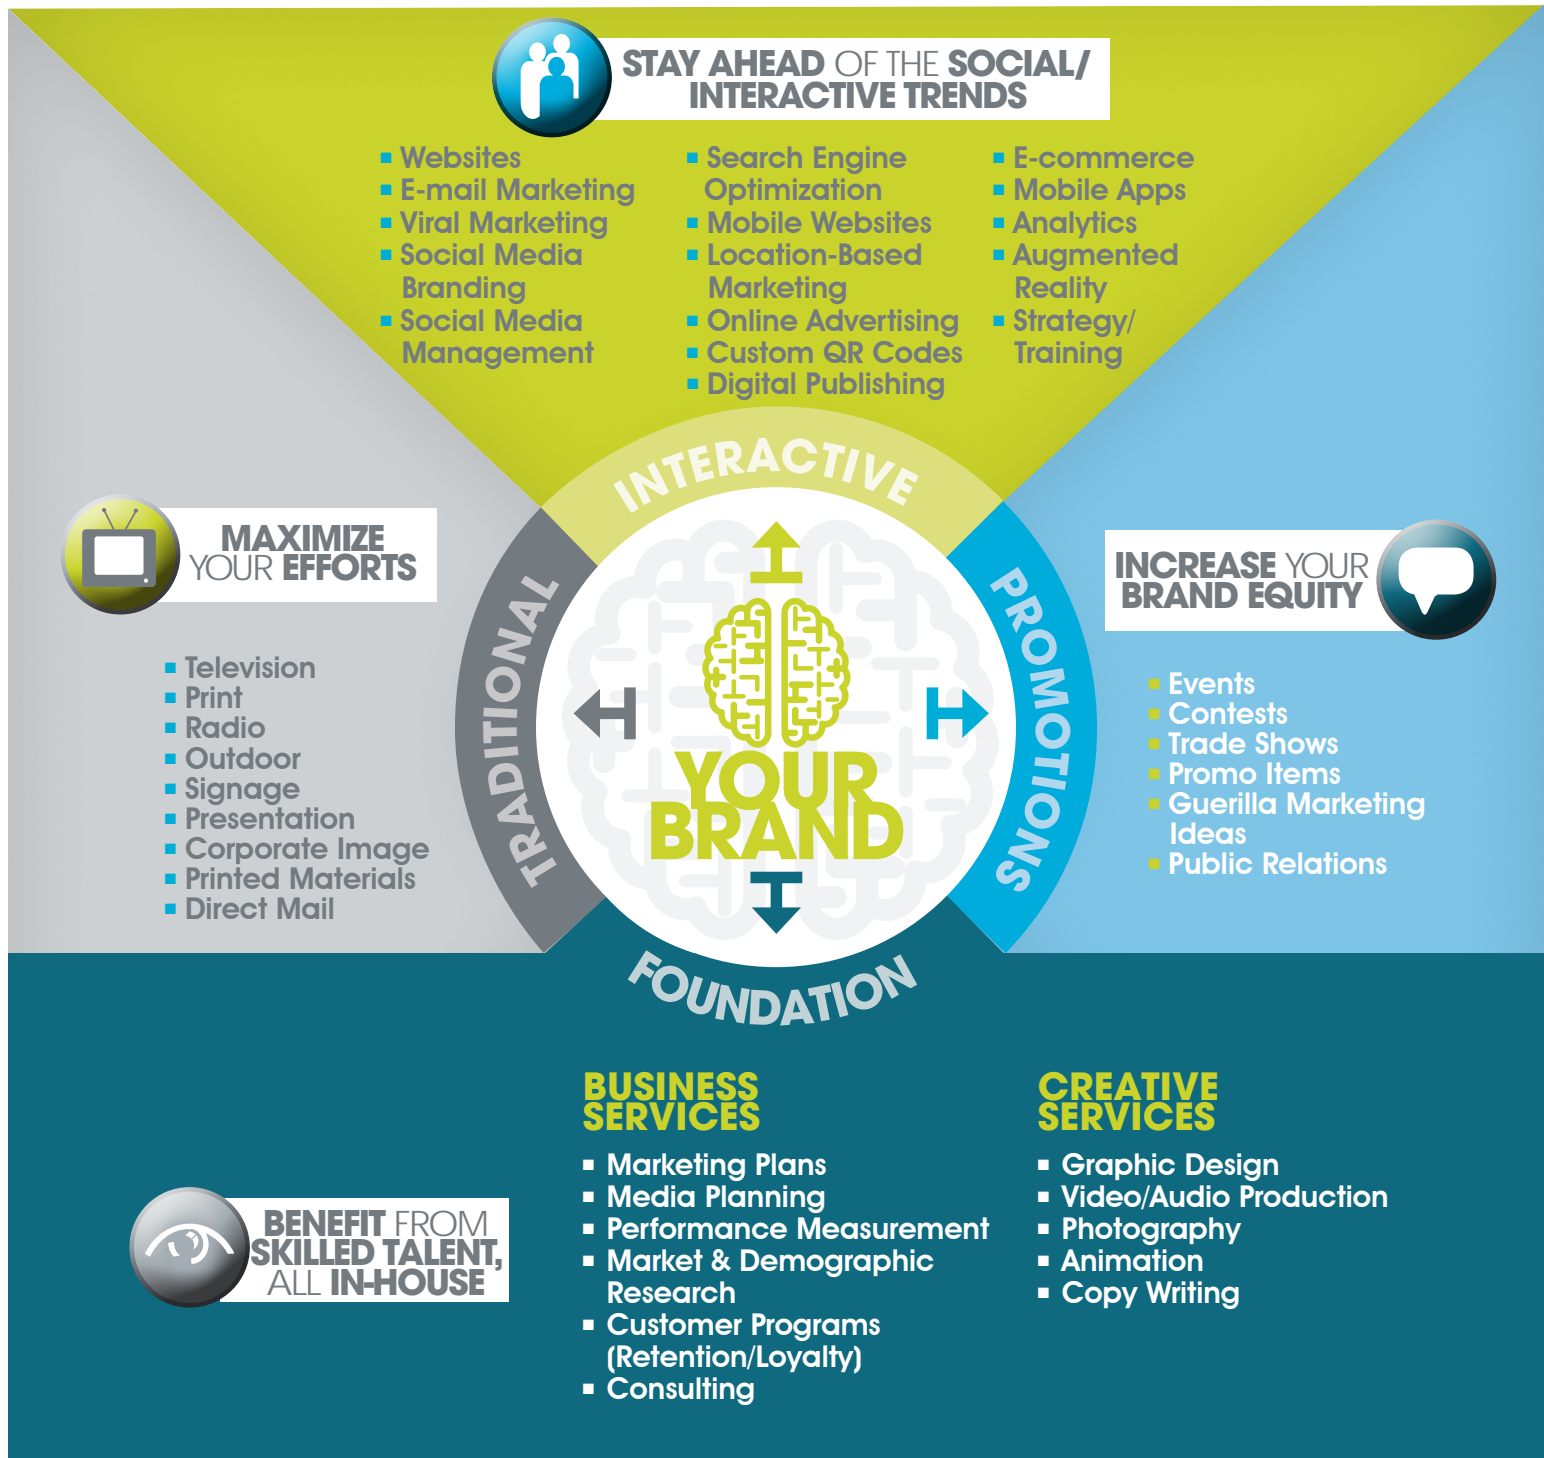 STAY AHEAD OF THE SOCIAL/
INTERACTIVE TRENDS
Websites
E-mail Marketing
Viral Marketing
Social Media
Branding
Social Media
Management
Search Engine
Optimization
Mobile Websites
Location-Based
Marketing
Online Advertising
Custom QR Codes
Digital Publishing
E-commerce
Mobile Apps
Analytics
Augmented
Reality
Strategy/
Training
INTERACTIVE
MAXIMIZE
YOUR EFFORTS
Television
Print
Radio
Outdoor
Signage
Presentation
Corporate Image
Printed Materials
Direct Mail
TRADITIONAL
YOUR
BRAND
PROMOTIONS
INCREASE YOUR
BRAND EQUITY
Events
Contests
Trade Shows
Promo Items
Guerilla Marketing
Ideas
Public Relations
FOUNDATION
BENEFIT FROM
SKILLED TALENT,
ALL IN-HOUSE
BUSINESS
SERVICES
Marketing Plans
Media Planning
Performance Measurement
Market & Demographic
Research
Customer Programs
(Retention/Loyalty)
Consulting
CREATIVE
SERVICES
Graphic Design
Video/Audio Production
Photography
Animation
Copy Writing